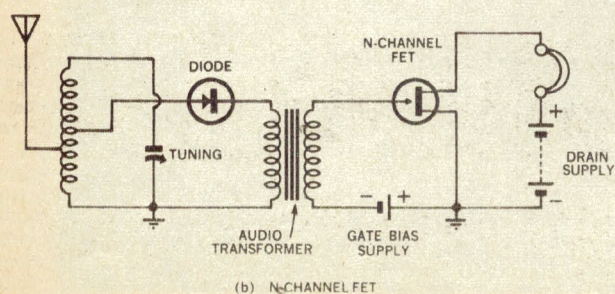 N-CHANNEL
FET
DIODE
TUNING
+
DRAIN
SUPPLY
-
- +
AUDIO
TRANSFORMER
GATE BIAS
SUPPLY
(b) N-CHANNEL FET